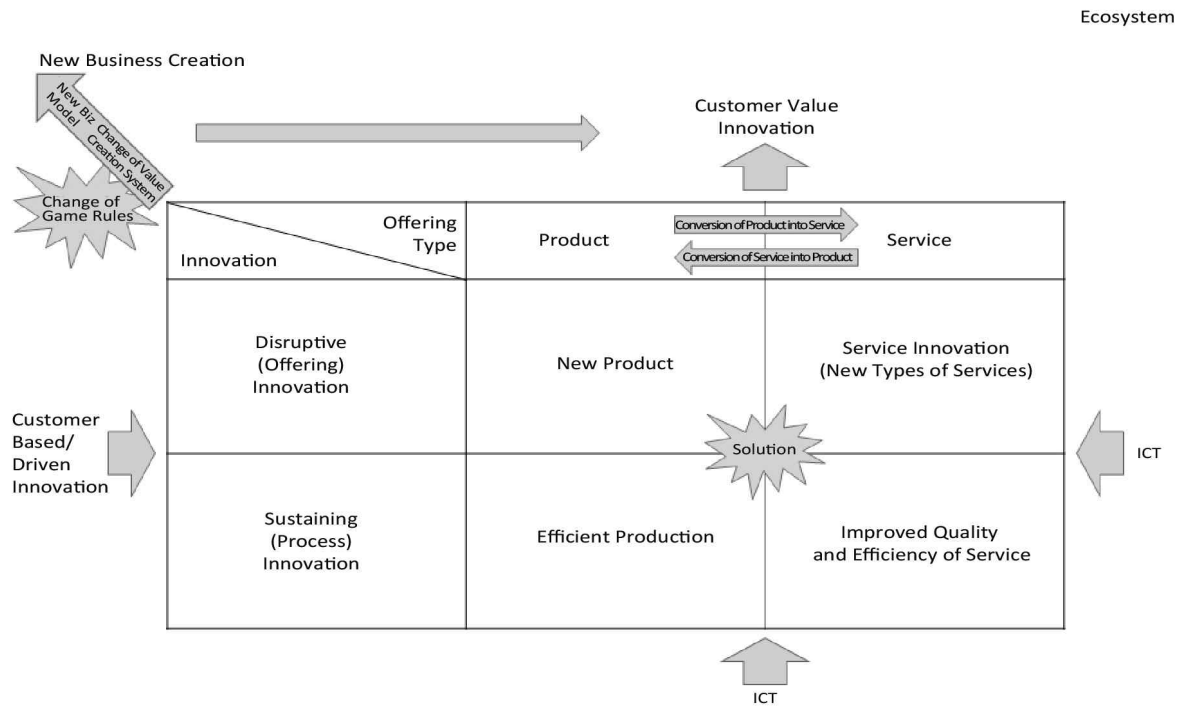 Ecosystem
New Business Creation
New Biz Change of Value
Model Creation System
Customer Value
Innovation
Change of
Game Rules
Offering
Type
Innovation
Product
Conversion of Product into Service
Conversion of Service into Product
Service
Disruptive
(Offering)
Innovation
New Product
Service Innovation
(New Types of Services)
Customer
Based/
Driven
Innovation
Solution
ICT
Sustaining
(Process)
Innovation
Efficient Production
Improved Quality
and Efficiency of Service
ICT